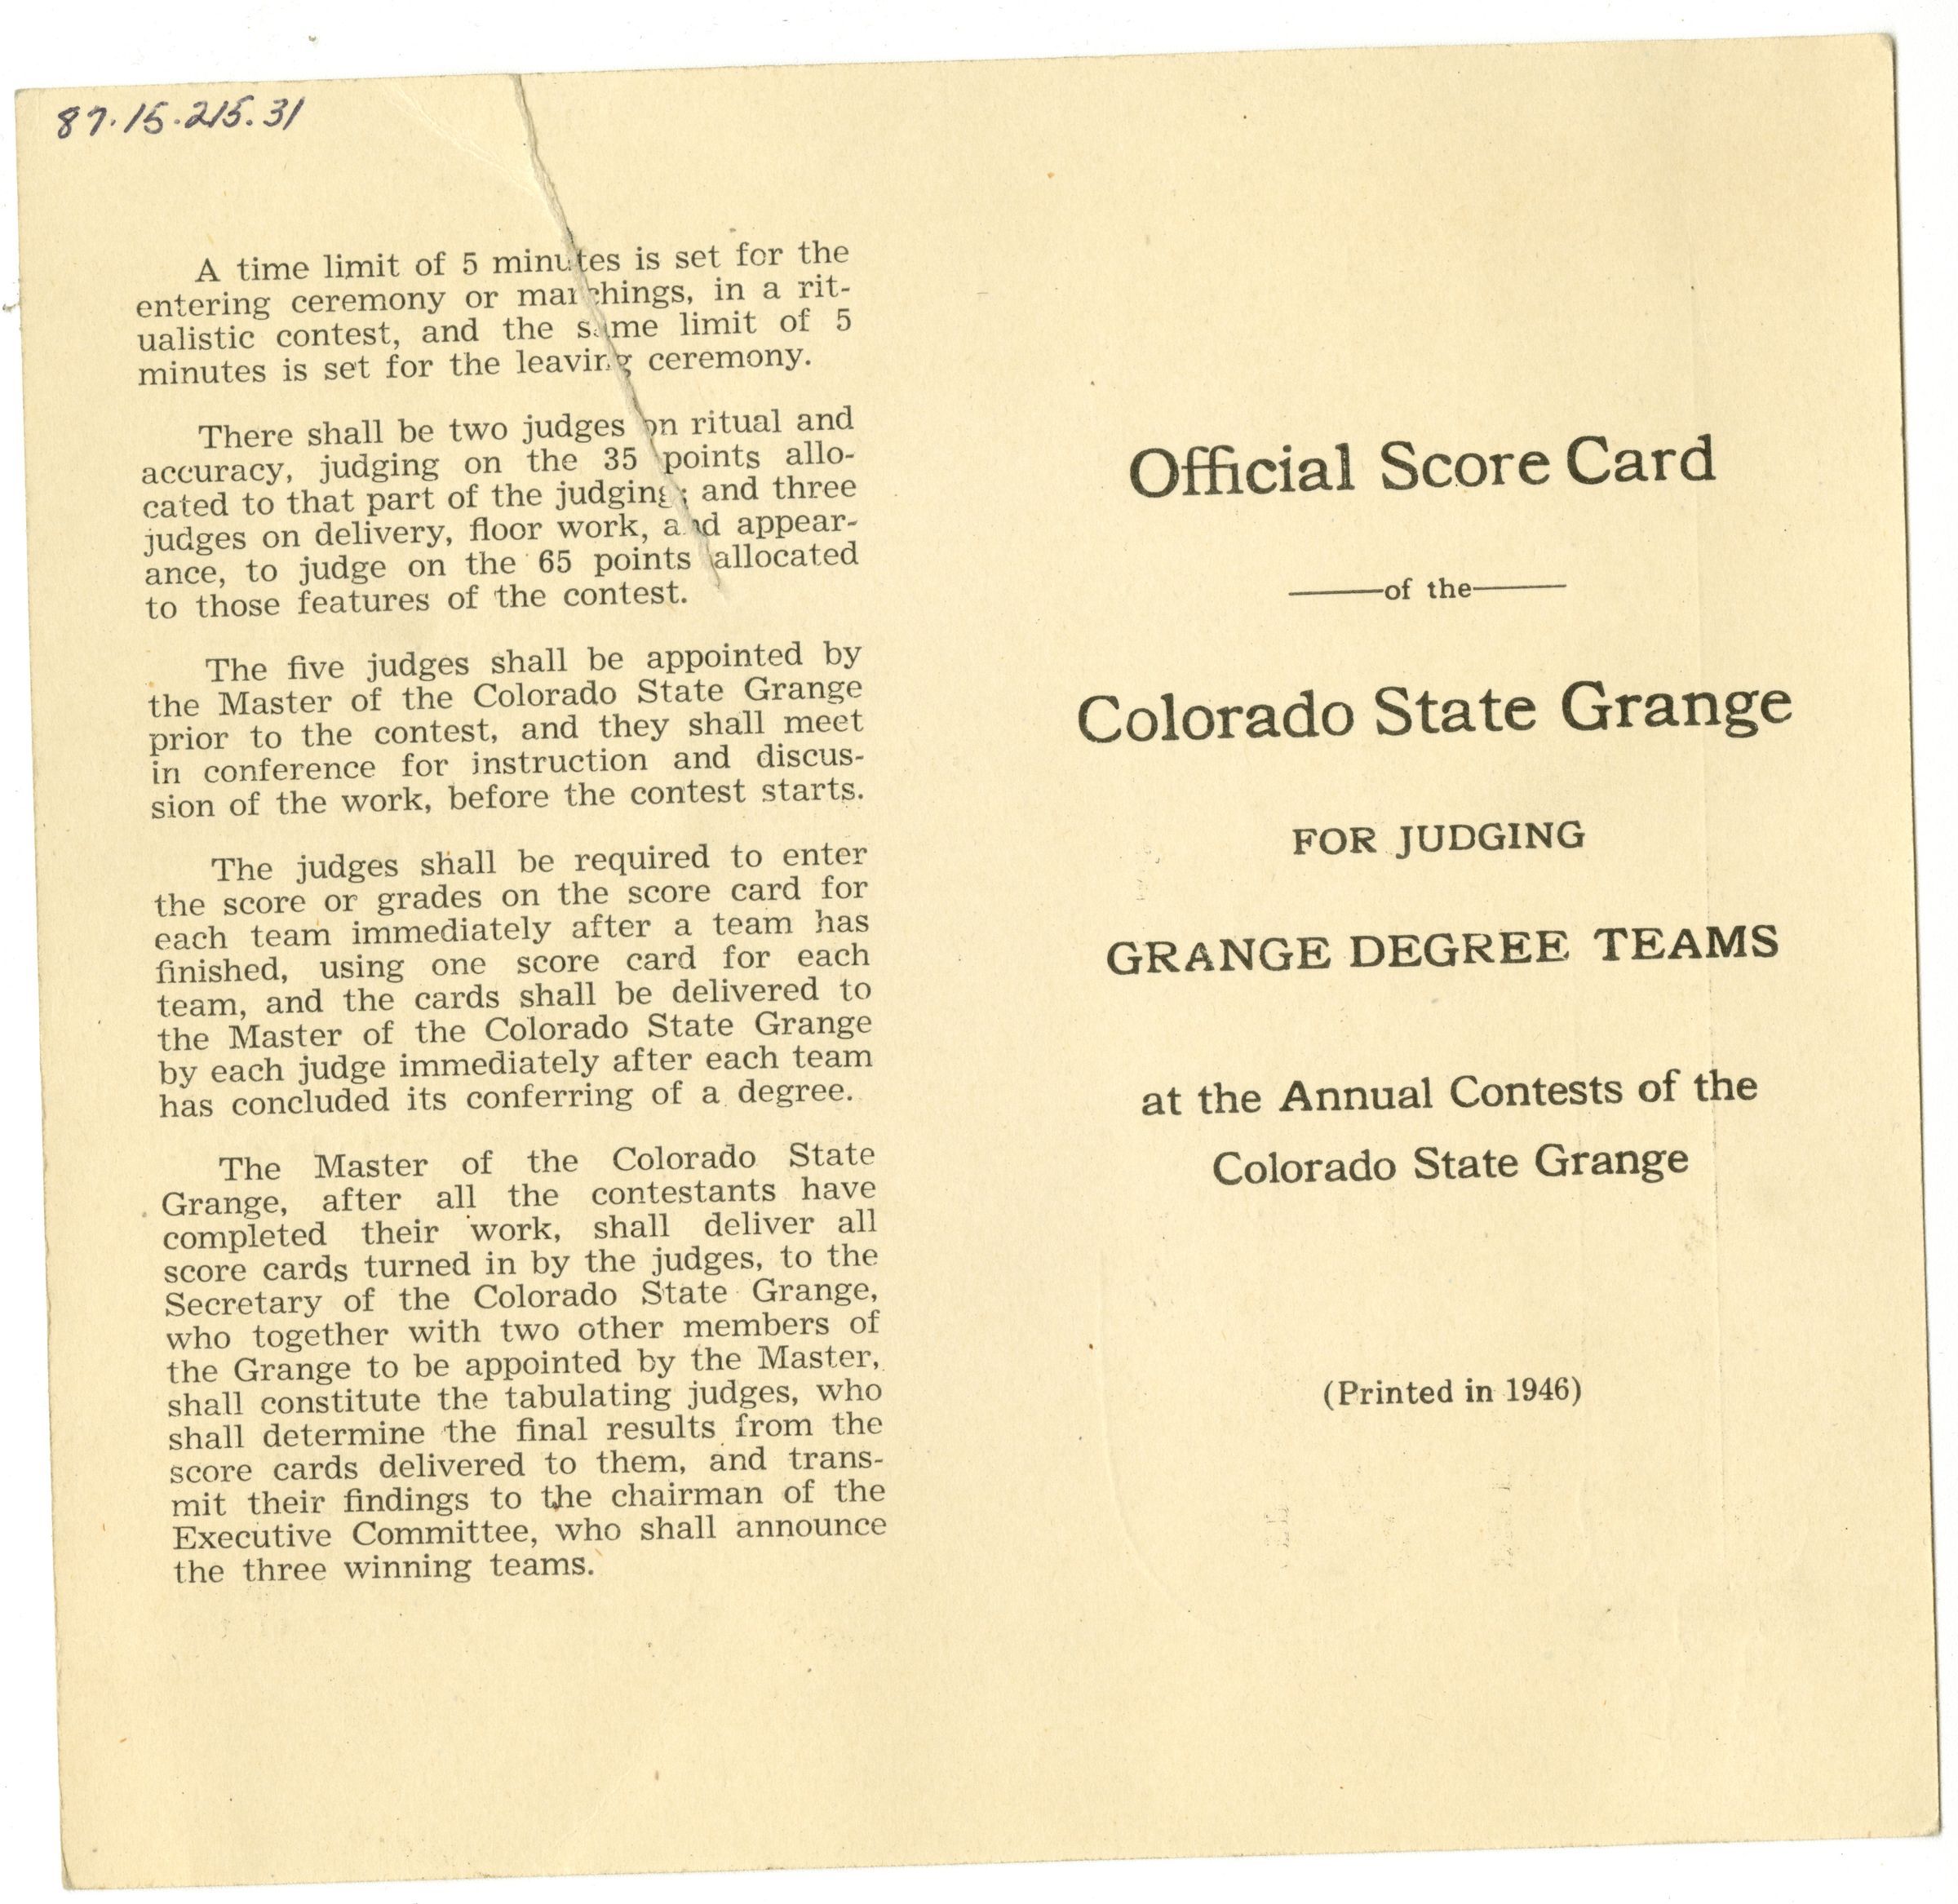 87.15.215.31
A time limit of 5 minutes is set for the
entering ceremony or marchings, in a rit-
ualistic contest, and the same limit of 5
minutes is set for the leaving ceremony.
There shall be two judges on ritual and
accuracy, judging on the 35 points allo-
cated to that part of the judging; and three
judges on delivery, floor work, and appear-
ance, to judge on the 65 points allocated
to those features of the contest.
The five judges shall be appointed by
the Master of the Colorado State Grange
prior to the contest, and they shall meet
in conference for instruction and discus-
sion of the work, before the contest starts.
The judges shall be required to enter
the score or grades on the score card for
each team immediately after a team has
finished, using one score card for each
team, and the cards shall be delivered to
the Master of the Colorado State Grange
by each judge immediately after each team
has concluded its conferring of a degree.
The Master of the Colorado State
Grange, after all the contestants have
completed their work, shall deliver all
score cards turned in by the judges, to the
Secretary of the Colorado State Grange,
who together with two other members of
the Grange to be appointed by the Master,
shall constitute the tabulating judges, who
shall determine the final results from the
score cards delivered to them, and trans-
mit their findings to the chairman of the
Executive Committee, who shall announce
the three winning teams.
Official Score Card
of the
Colorado State Grange
FOR JUDGING
GRANGE DEGREE TEAMS
at the Annual Contests of the
Colorado State Grange
(Printed in 1946)